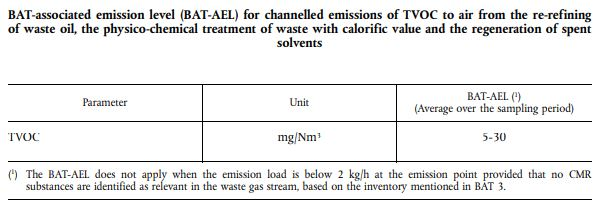 BAT-associated emission level (BAT-AEL) for channelled emissions of TVOC to air from the re-refining
of waste oil, the physico-chemical treatment of waste with calorific value and the regeneration of spent
solvents
Parameter Unit BAT-AEL (¹)
(Average over the sampling period)
TVOC mg/Nm³ 5-30
(¹) The BAT-AEL does not apply when the emission load is below 2 kg/h at the emission point provided that no CMR
substances are identified as relevant in the waste gas stream, based on the inventory mentioned in BAT 3.